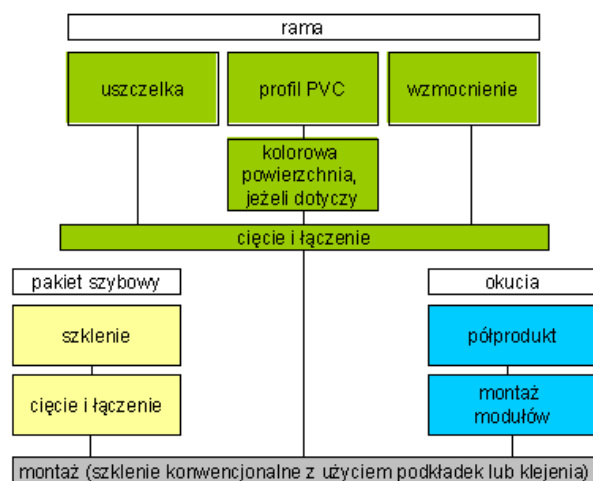 rama
uszczelka
profil PVC
wzmocnienie
kolorowa
powierzchnia,
jeżeli dotyczy
cięcie i łączenie
pakiet szybowy
okucia
szklenie
półprodukt
cięcie i łączenie
montaż
modułów
montaż (szklenie konwencjonalne z użyciem podkładek lub klejenia)